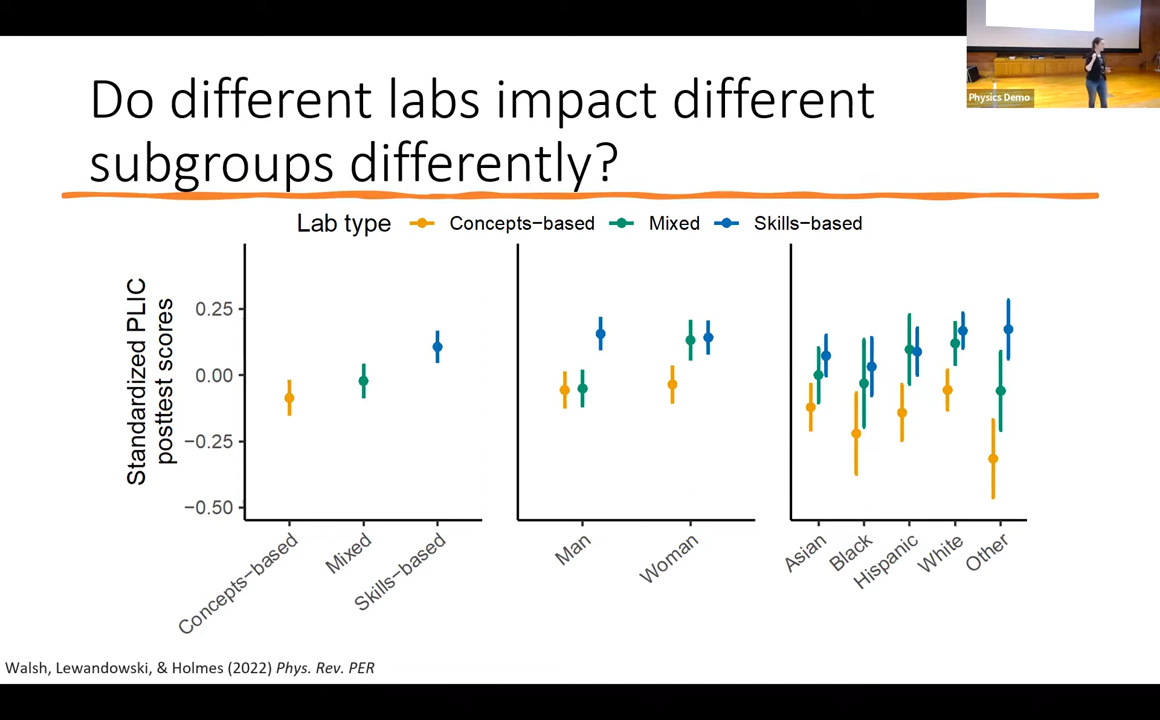 Do different labs impact different
subgroups differently?
Physics Demo
Lab type Concepts−based Mixed Skills−based
Standardized PLIC
posttest scores
0.25
0.00
−0.25
−0.50
Concepts−based
Mixed
Skills−based
Man
Woman
Asian
Black
Hispanic
White
Other
Walsh, Lewandowski, & Holmes (2022) Phys. Rev. PER